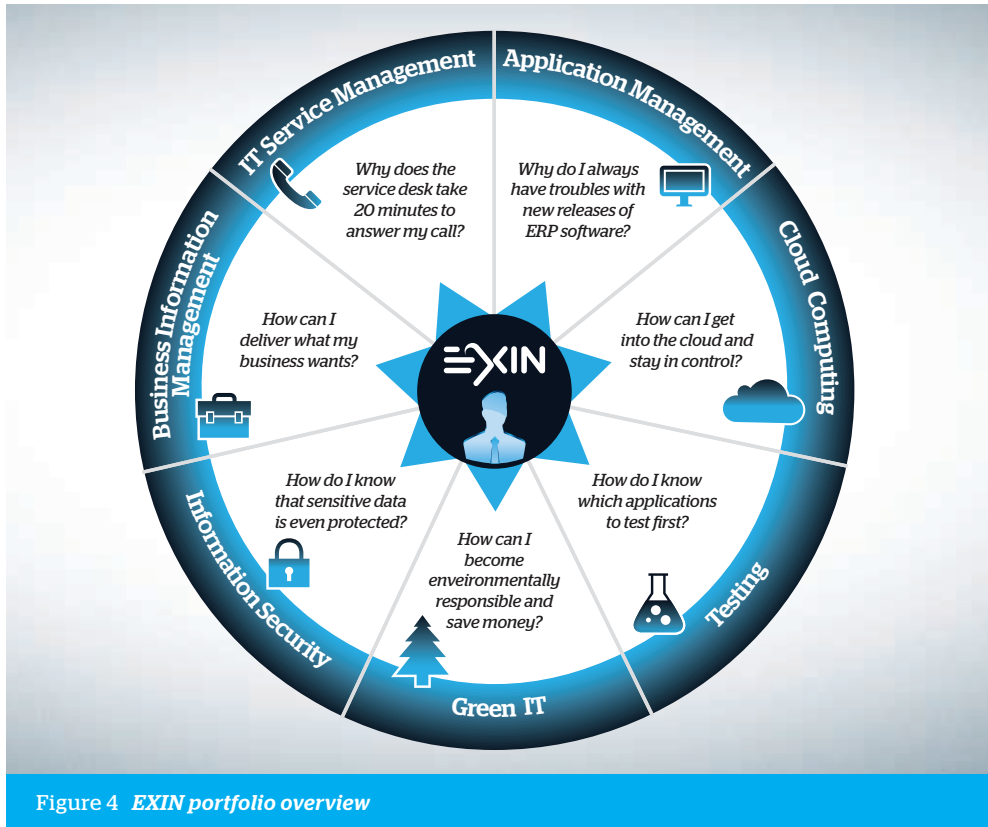 IT Service Management
Application Management
Cloud Computing
Testing
Green IT
Information Security
Business Information
Management
Why does the
service desk take
20 minutes to
answer my call?
Why do I always
have troubles with
new releases of
ERP software?
How can I get
into the cloud and
stay in control?
How do I know
which applications
to test first?
How can I
become
enveironmentally
responsible and
save money?
How do I know
that sensitive data
is even protected?
How can I
deliver what my
business wants?
EXIN
Figure 4 EXIN portfolio overview